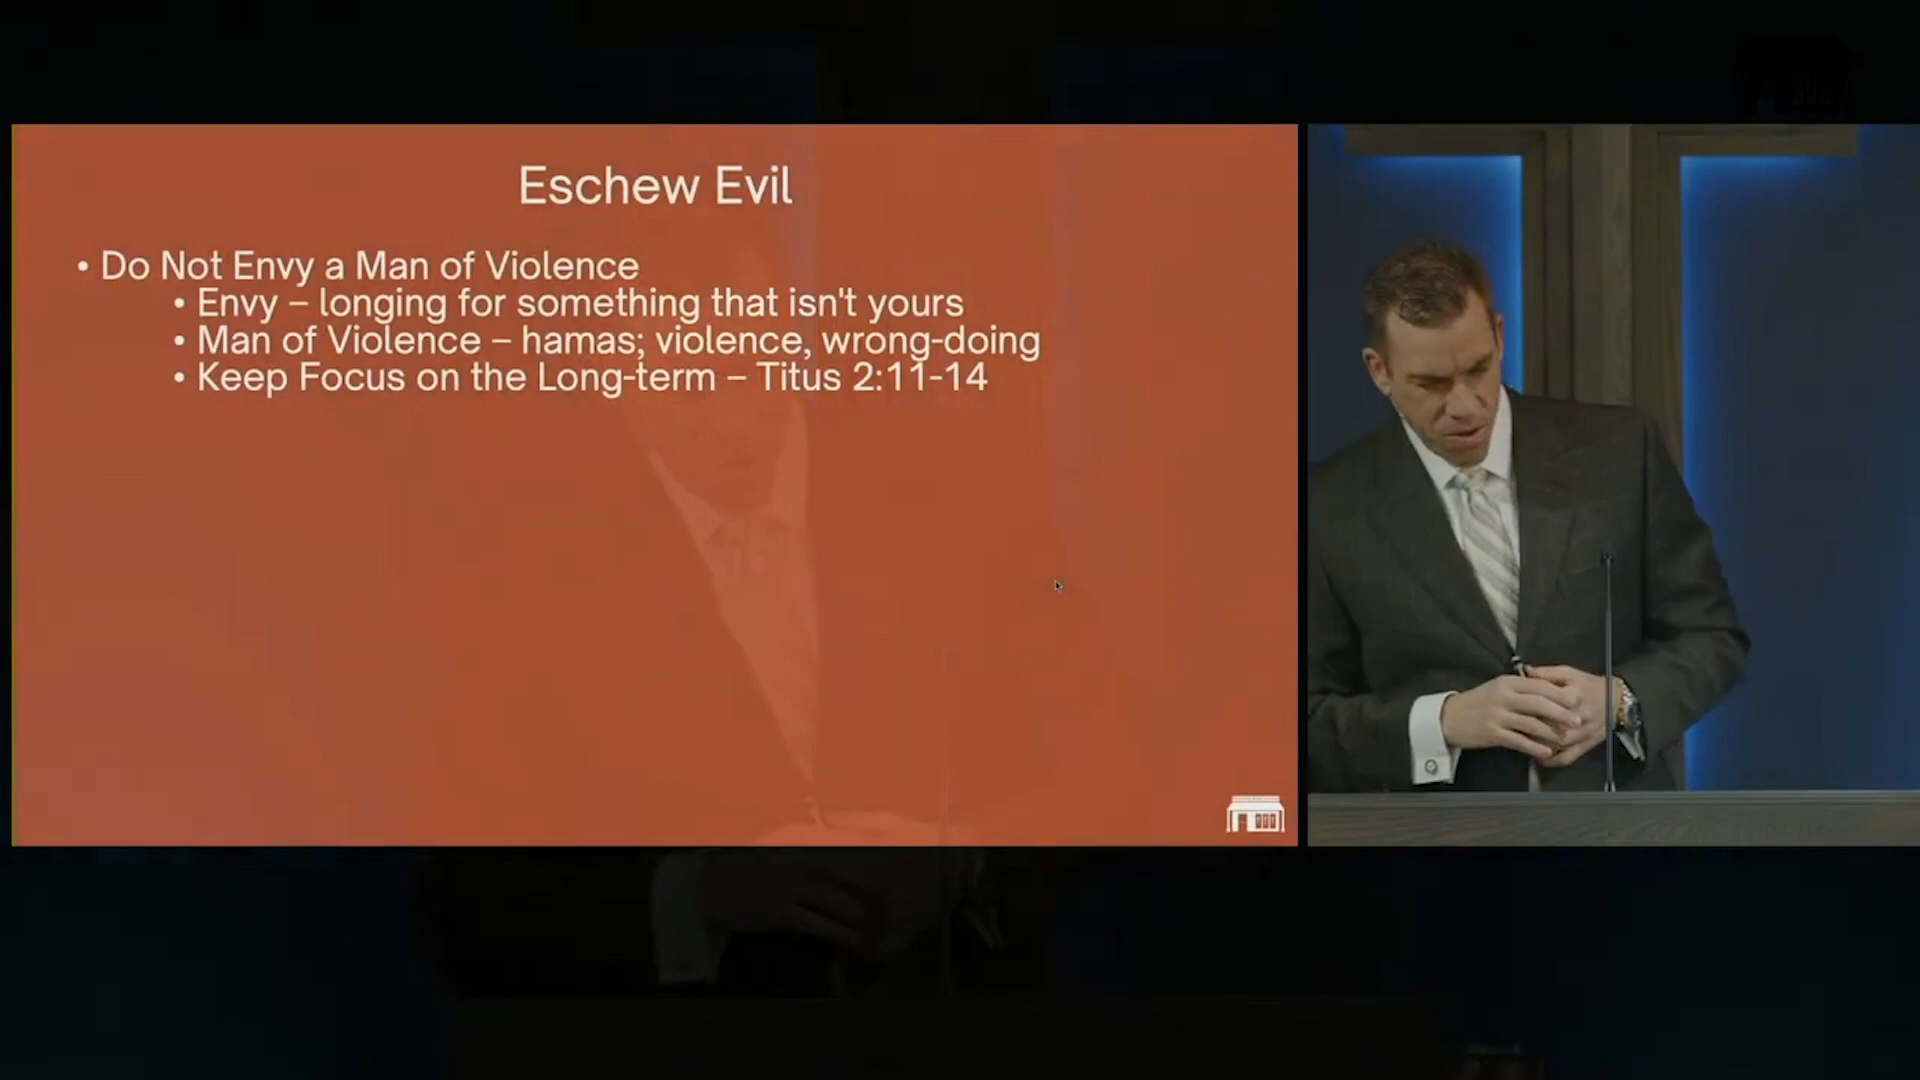 Eschew Evil
• Do Not Envy a Man of Violence
• Envy – longing for something that isn't yours
• Man of Violence – hamas; violence, wrong-doing
• Keep Focus on the Long-term – Titus 2:11-14